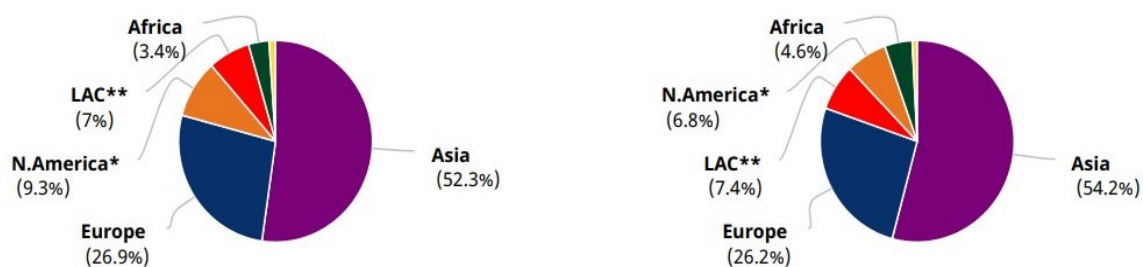 Africa
(3.4%)
LAC**
(7%)
N.America*
(9.3%)
Europe
(26.9%)
Asia
(52.3%)
Africa
(4.6%)
N.America*
(6.8%)
LAC**
(7.4%)
Europe
(26.2%)
Asia
(54.2%)